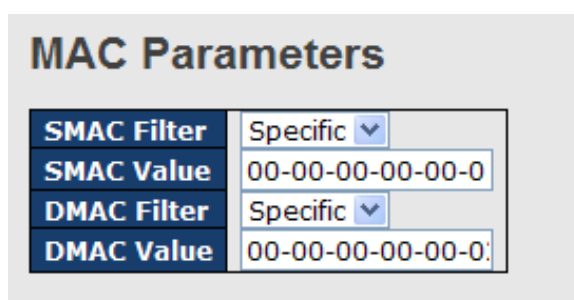 MAC Parameters
SMAC Filter Specific
SMAC Value 00-00-00-00-00-0
DMAC Filter Specific
DMAC Value 00-00-00-00-00-0